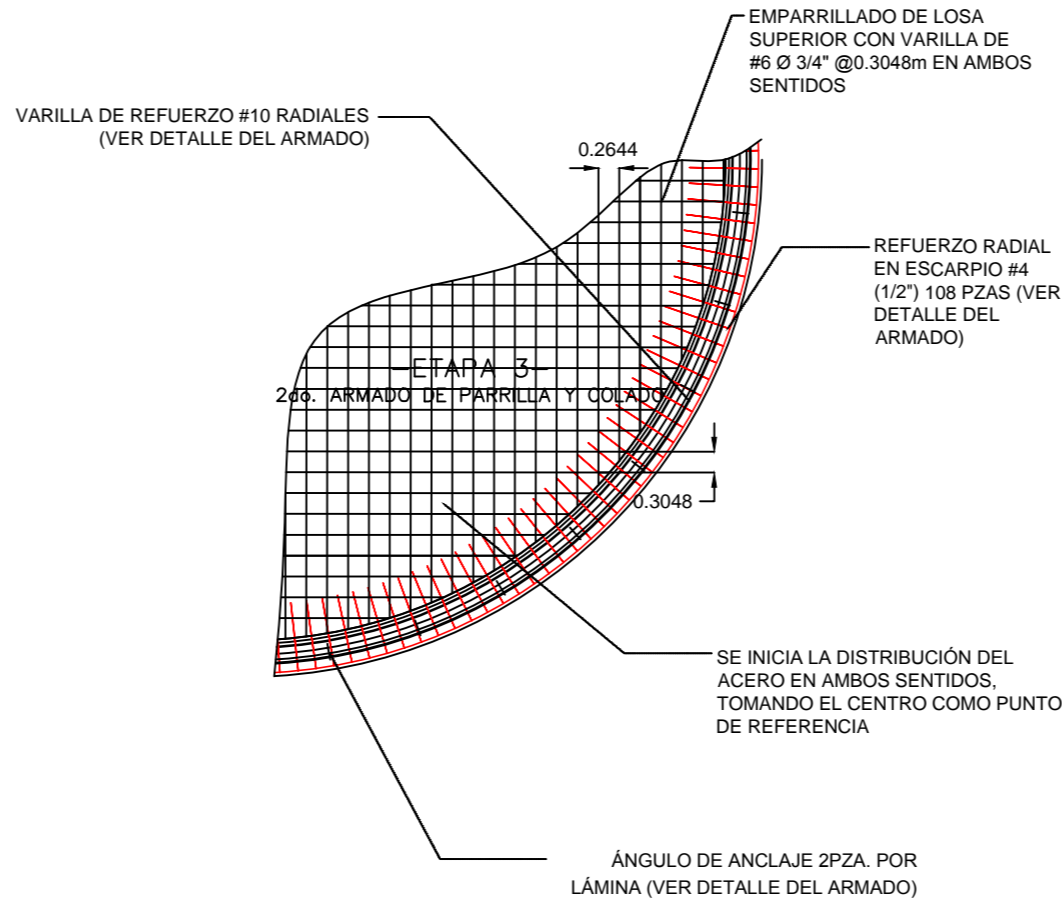 EMPARRILLADO DE LOSA
SUPERIOR CON VARILLA DE
#6 Ø 3/4" @0.3048m EN AMBOS
SENTIDOS
VARILLA DE REFUERZO #10 RADIALES
(VER DETALLE DEL ARMADO)
0.2644
REFUERZO RADIAL
EN ESCARPIO #4
(1/2") 108 PZAS (VER
DETALLE DEL
ARMADO)
-ETAPA 3-
2do. ARMADO DE PARRILLA Y COLADO
0.3048
SE INICIA LA DISTRIBUCIÓN DEL
ACERO EN AMBOS SENTIDOS,
TOMANDO EL CENTRO COMO PUNTO
DE REFERENCIA
ÁNGULO DE ANCLAJE 2PZA. POR
LÁMINA (VER DETALLE DEL ARMADO)